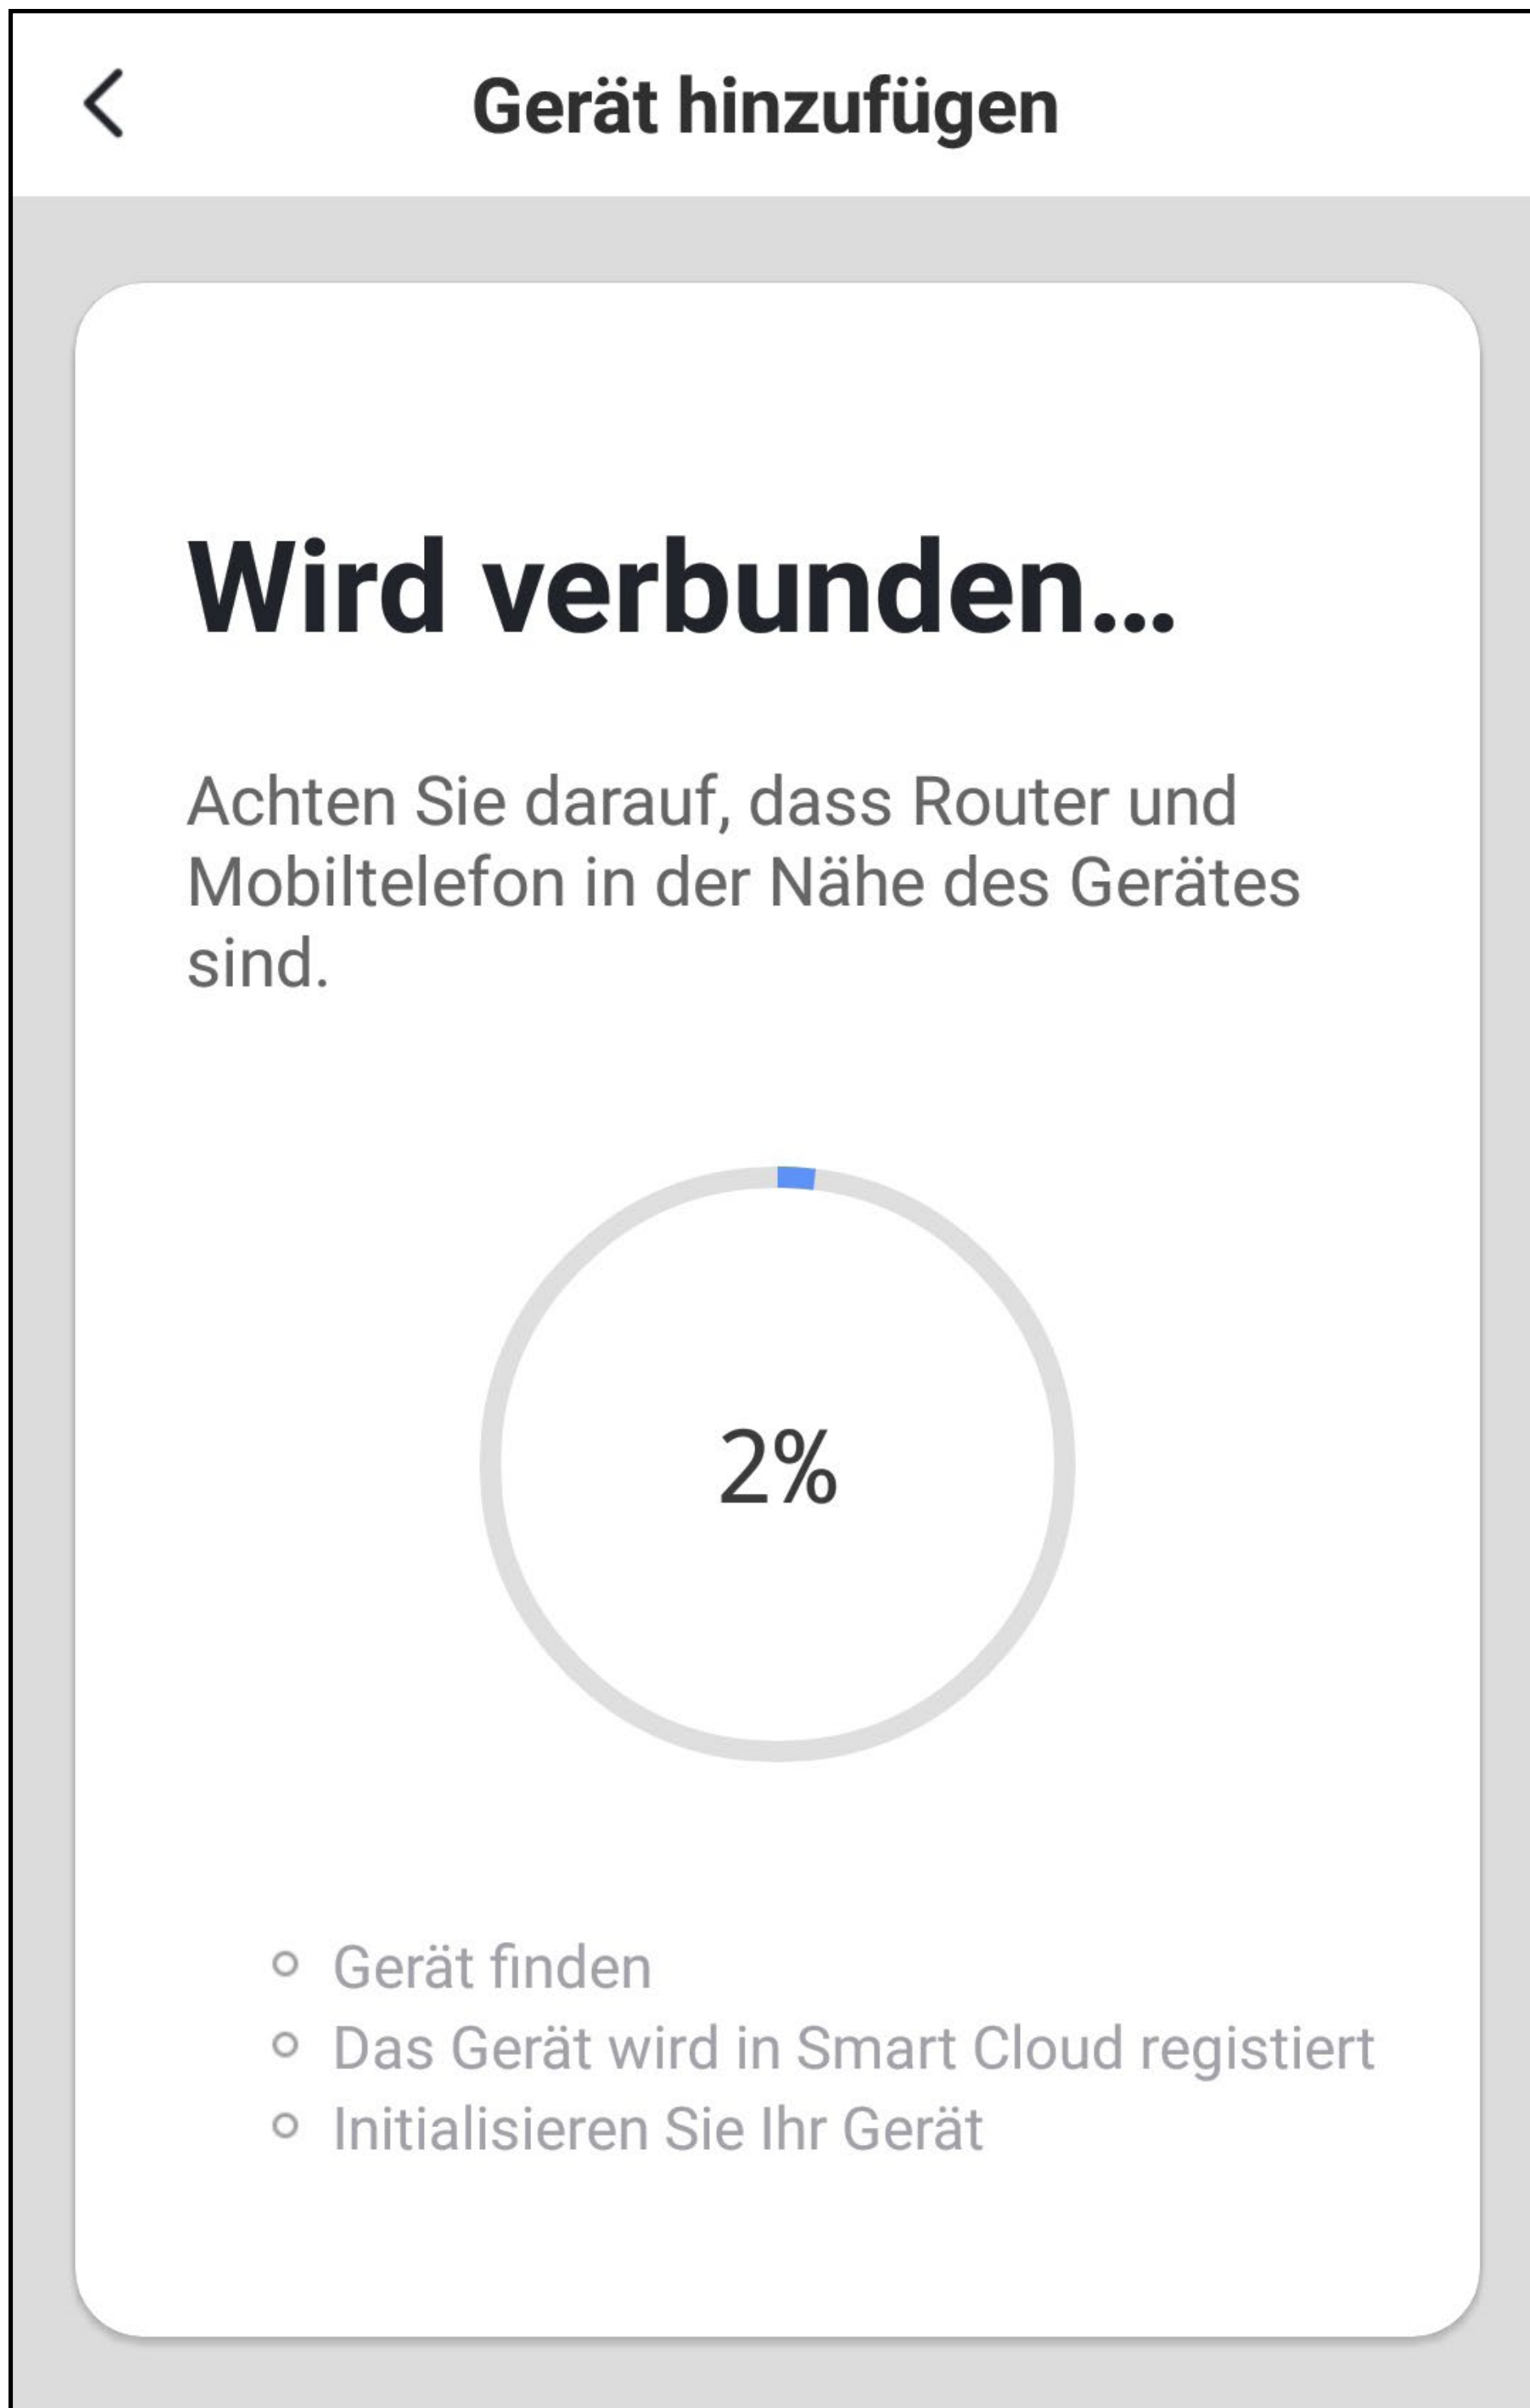 Gerät hinzufügen
Wird verbunden…
Achten Sie darauf, dass Router und
Mobiltelefon in der Nähe des Gerätes
sind.
2%
Gerät finden
Das Gerät wird in Smart Cloud registiert
Initialisieren Sie Ihr Gerät